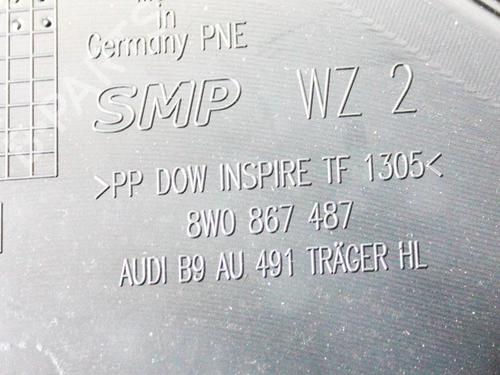 in
Germany PNE
SMP WZ 2
>PP DOW INSPIRE TF 1305<
8W0 867 487
AUDI B9 AU 491 TRÄGER HL